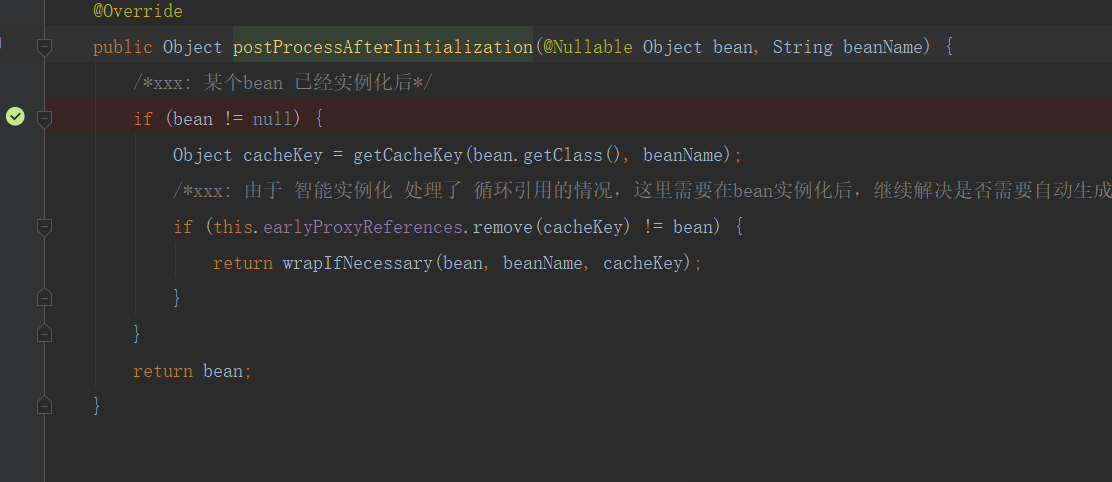 @Override
public Object postProcessAfterInitialization(@Nullable Object bean, String beanName) {
/*xxx: 某个bean 已经实例化后*/
if (bean != null) {
Object cacheKey = getCacheKey(bean.getClass(), beanName);
/*xxx: 由于 智能实例化 处理了 循环引用的情况，这里需要在bean实例化后，继续解决是否需要自动生成
if (this.earlyProxyReferences.remove(cacheKey) != bean) {
return wrapIfNecessary(bean, beanName, cacheKey);
}
}
return bean;
}